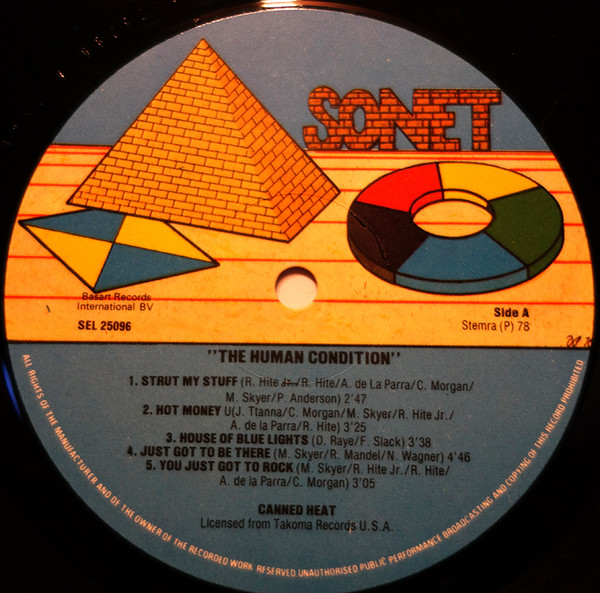 SONET
Basart Records
International BV
SEL 25096
Side A
Stemra (P) 78
"THE HUMAN CONDITION"
1. STRUT MY STUFF (R. Hite Jr./R. Hite/A. de La Parra/C. Morgan/
M. Skyer/P. Anderson) 2'47
2. HOT MONEY U(J. Ttanna/C. Morgan/M. Skyer/R. Hite Jr./
A. de la Parra/R. Hite) 3'25
3. HOUSE OF BLUE LIGHTS (D. Raye/F. Slack) 3'38
4. JUST GOT TO BE THERE (M. Skyer/R. Mandel/N. Wagner) 4'46
5. YOU JUST GOT TO ROCK (M. Skyer/R. Hite Jr./R. Hite/
A. de la Parra/C. Morgan) 3'05
CANNED HEAT
Licensed from Takoma Records U.S.A.
ALL RIGHTS OF THE MANUFACTURER AND OF THE OWNER OF THE RECORDED WORK RESERVED UNAUTHORISED PUBLIC PERFORMANCE BROADCASTING AND COPYING OF THIS RECORD PROHIBITED